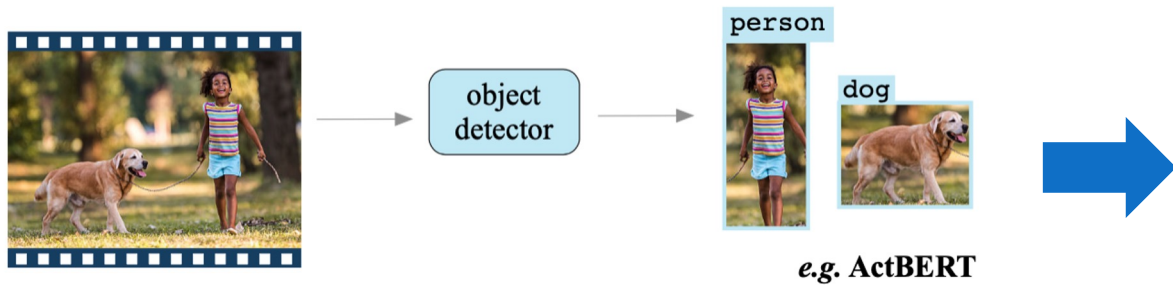 object
detector
person
dog
e.g. ActBERT